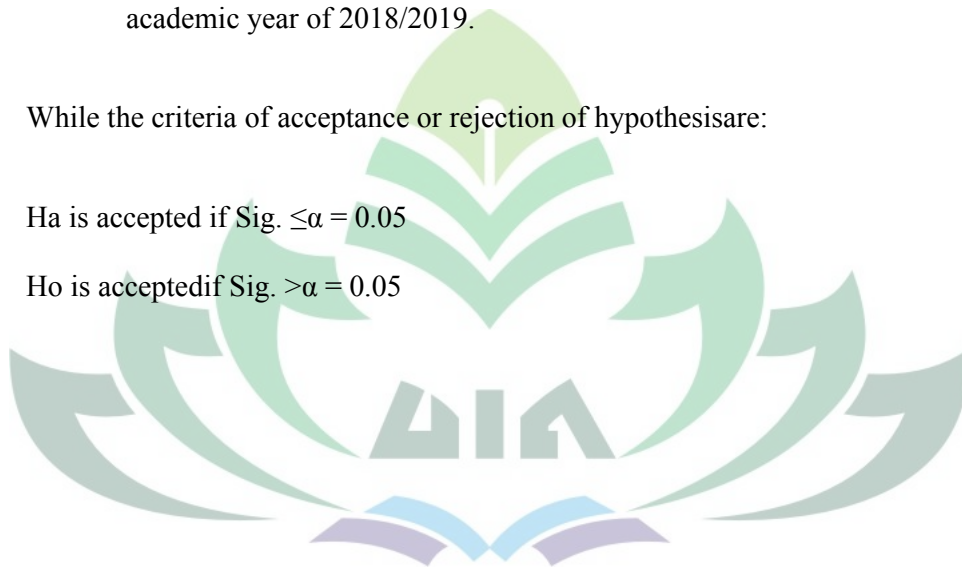 academic year of 2018/2019.
While the criteria of acceptance or rejection of hypothesisare:
Ha is accepted if Sig. ≤α = 0.05
Ho is acceptedif Sig. >α = 0.05
UIN